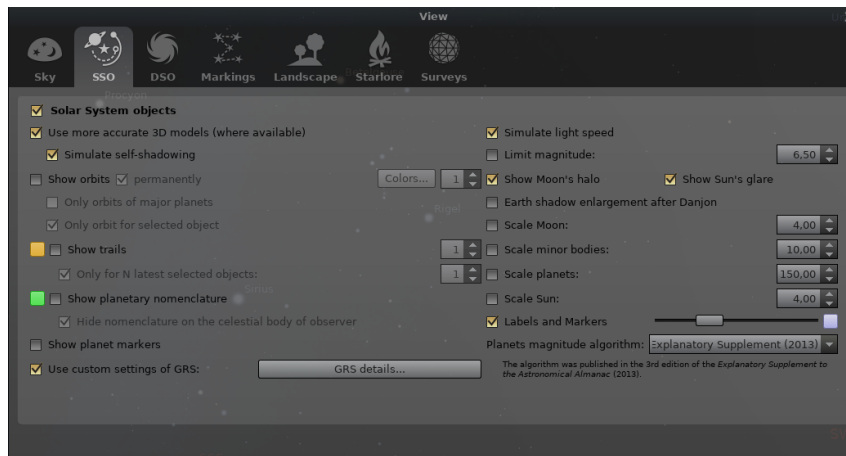 View
Sky
SSO
DSO
Markings
Landscape
Starlore
Surveys
Procyon
Solar System objects
Use more accurate 3D models (where available)
Simulate light speed
Simulate self-shadowing
Limit magnitude:
6,50
Show orbits
permanently
Colors...
1
Show Moon's halo
Show Sun's glare
Only orbits of major planets
Earth shadow enlargement after Danjon
Rigel
Only orbit for selected object
Scale Moon:
4,00
Show trails
1
Scale minor bodies:
10,00
Only for N latest selected objects:
1
Scale planets:
150,00
Sirius
Show planetary nomenclature
Scale Sun:
4,00
Hide nomenclature on the celestial body of observer
Labels and Markers
Show planet markers
Planets magnitude algorithm:
Explanatory Supplement (2013)
Use custom settings of GRS:
GRS details...
The algorithm was published in the 3rd edition of the Explanatory Supplement to
the Astronomical Almanac (2013).